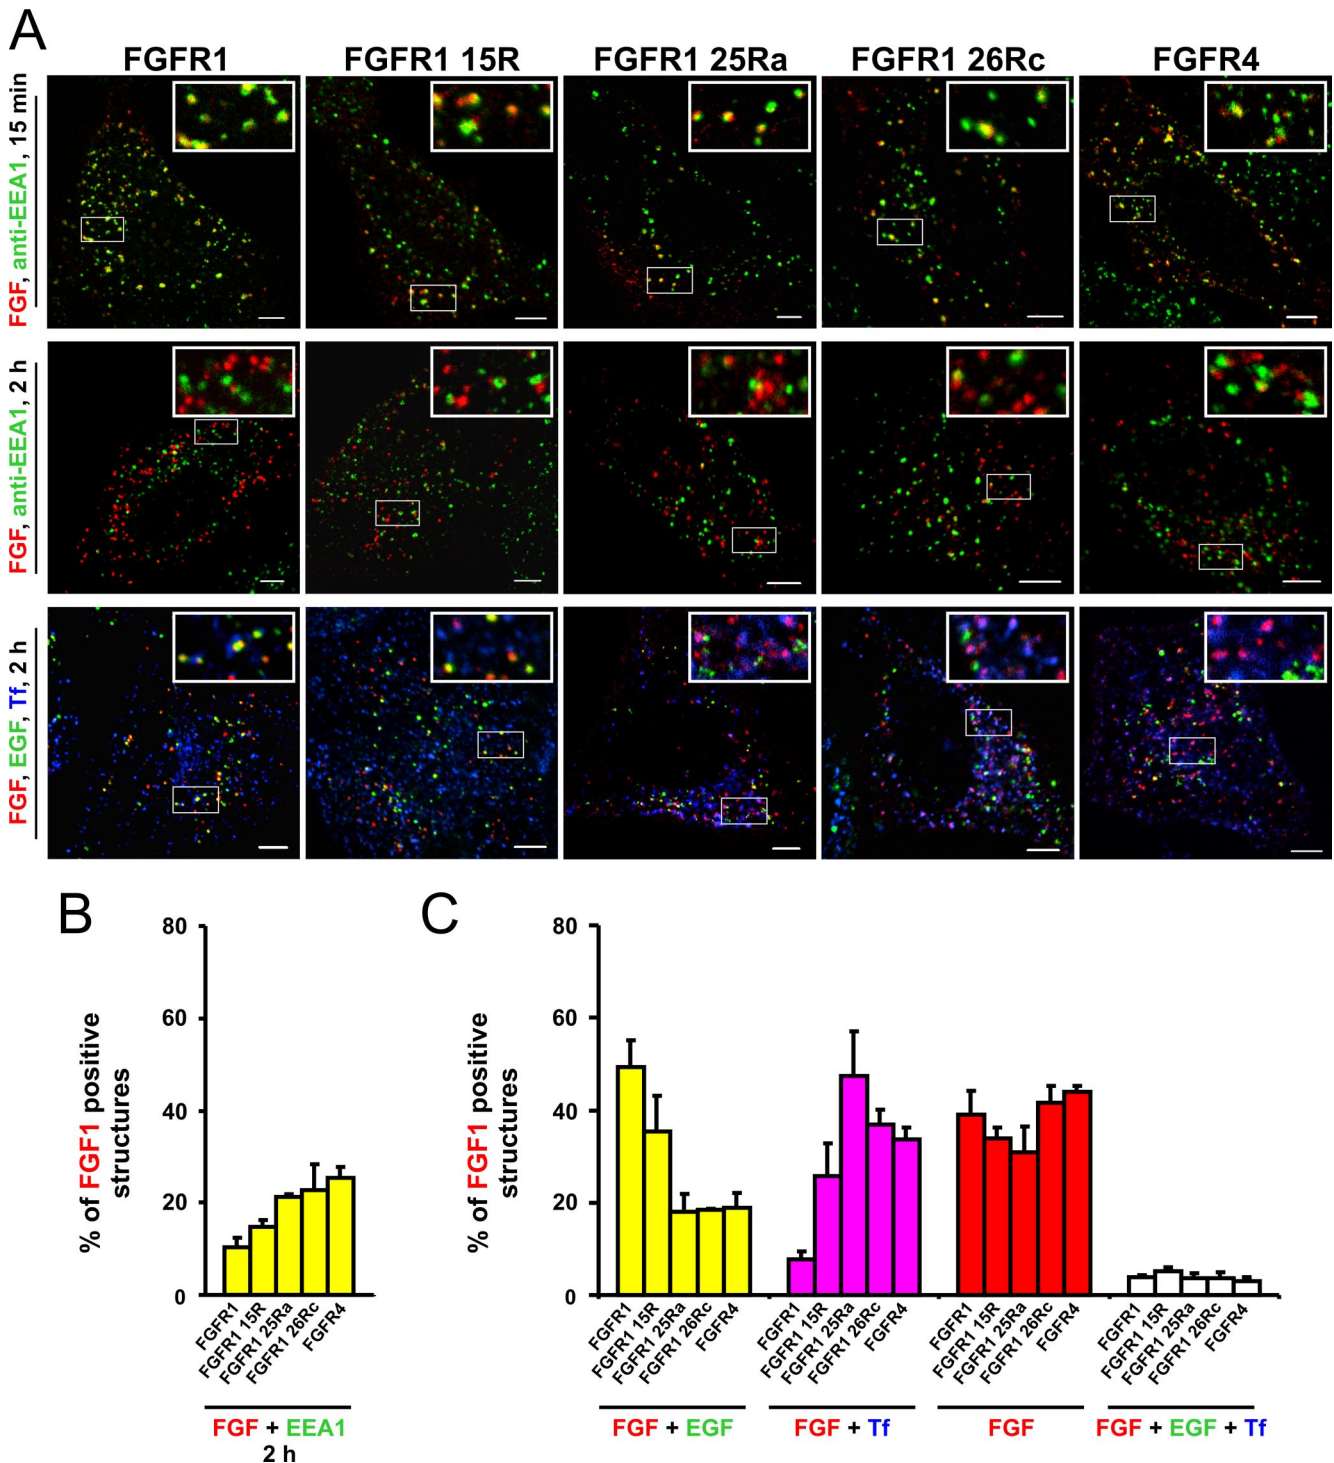 A
FGFR1
FGFR1 15R
FGFR1 25Ra
FGFR1 26Rc
FGFR4
FGF, anti-EEA1, 15 min
FGF, anti-EEA1, 2 h
FGF, EGF, Tf, 2 h
B
% of FGF1 positive
structures
80
60
40
20
0
FGFR1
FGFR1 15R
FGFR1 25Ra
FGFR1 26Rc
FGFR4
FGF + EEA1
2 h
C
% of FGF1 positive
structures
80
60
40
20
0
FGFR1
FGFR1 15R
FGFR1 25Ra
FGFR1 26Rc
FGFR4
FGFR1
FGFR1 15R
FGFR1 25Ra
FGFR1 26Rc
FGFR4
FGFR1
FGFR1 15R
FGFR1 25Ra
FGFR1 26Rc
FGFR4
FGFR1
FGFR1 15R
FGFR1 25Ra
FGFR1 26Rc
FGFR4
FGF + EGF
FGF + Tf
FGF
FGF + EGF + Tf